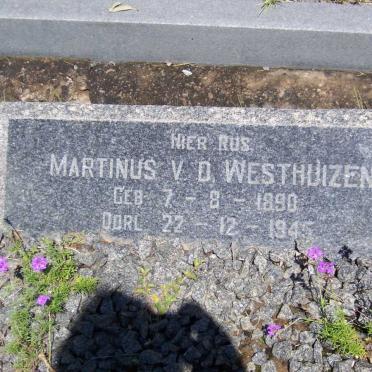 HIER RUS
MARTINUS V. D. WESTHUIZEN
GEB 7 - 8 - 1890
OORL 22 - 12 - 1945